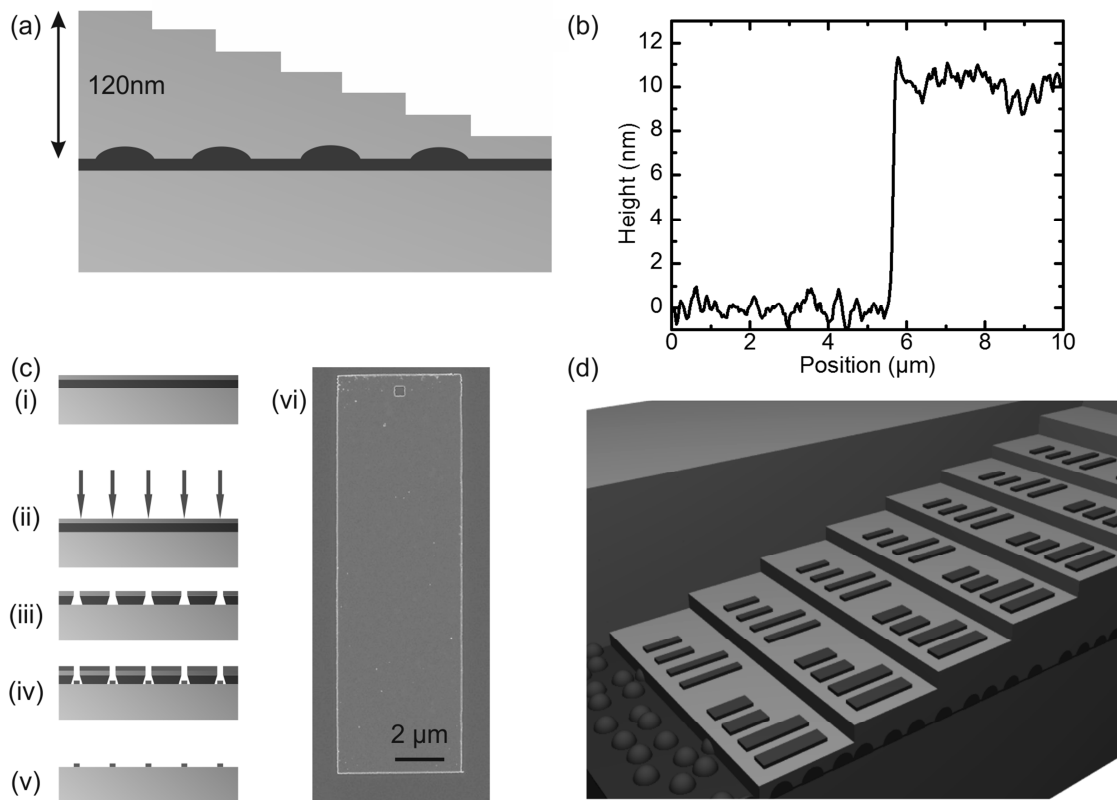 (a)
120nm
(b)
Height (nm)
12
10
8
6
4
2
0
0 2 4 6 8 10
Position (µm)
(c)
(i)
(ii)
(iii)
(iv)
(v)
(vi)
2 µm
(d)